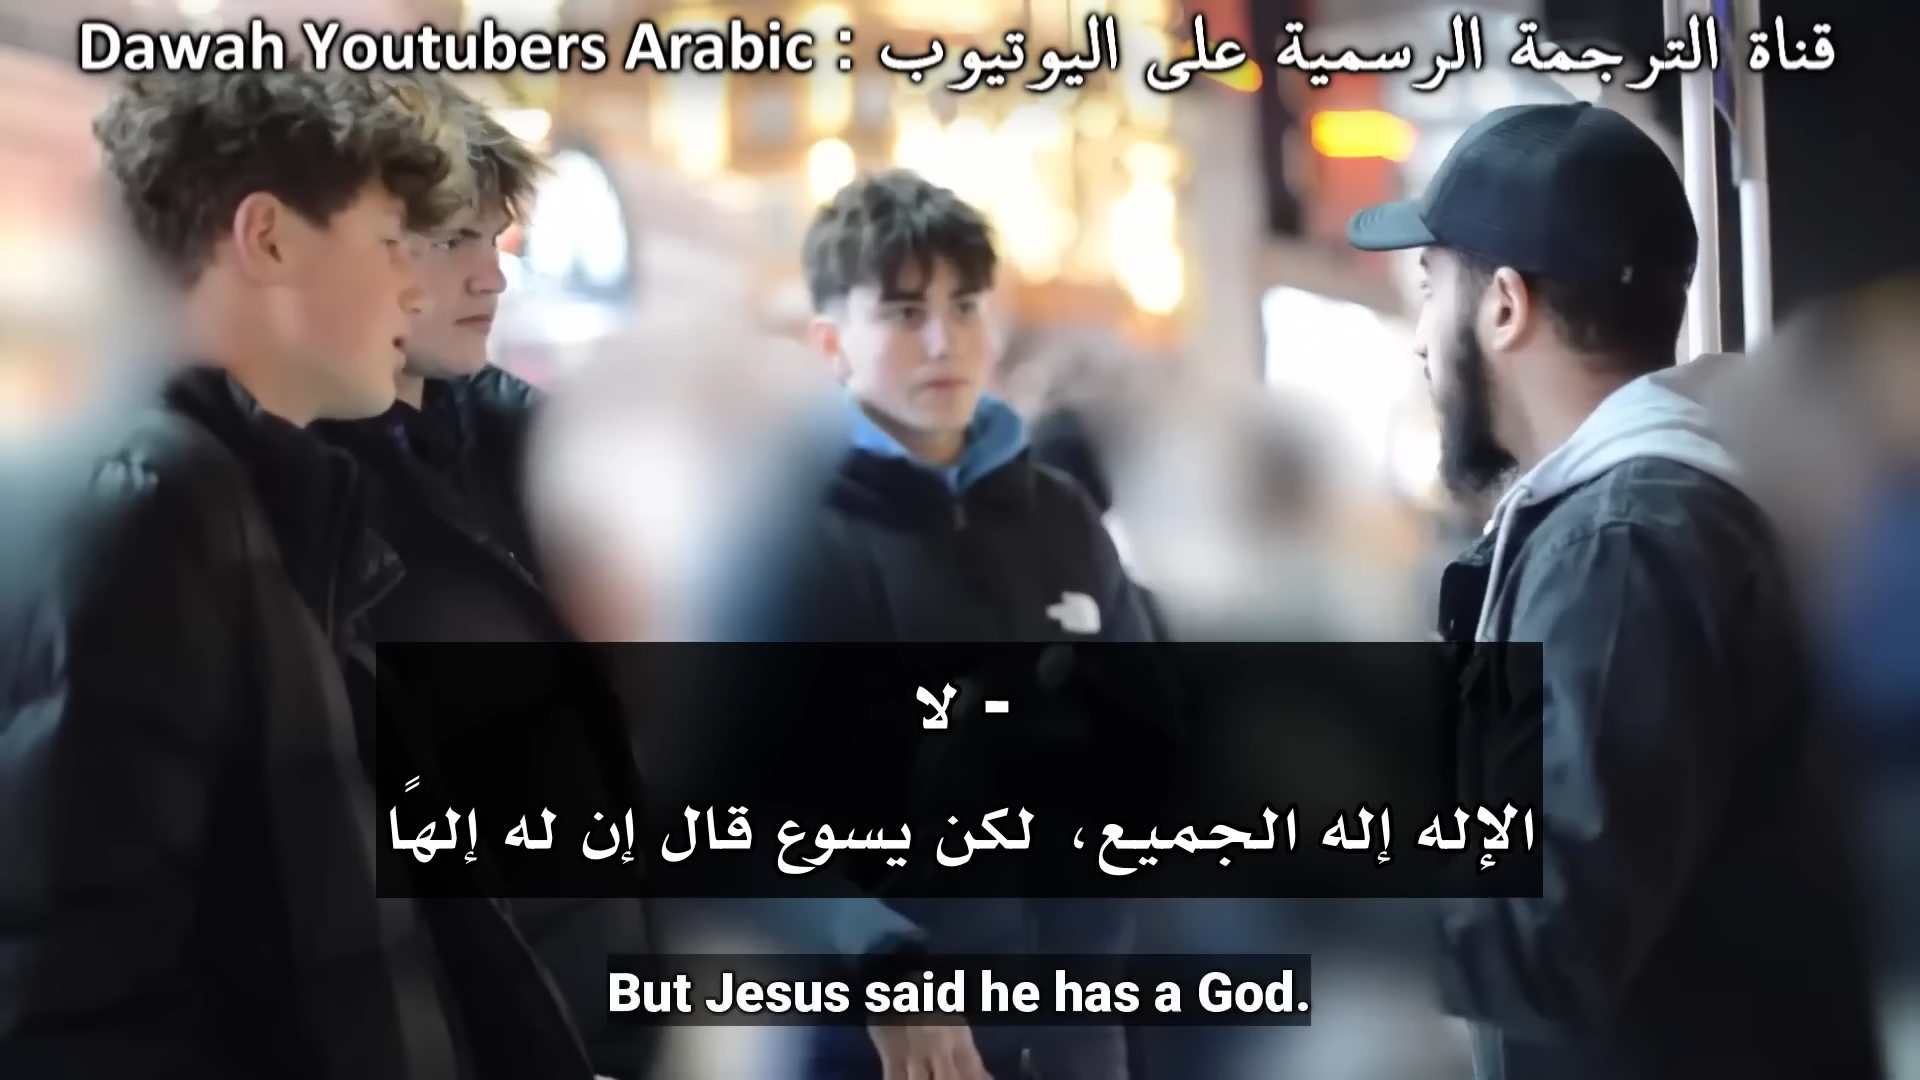 Dawah Youtubers Arabic : قناة الترجمة الرسمية على اليوتيوب
- لا
الإله إله الجميع، لكن يسوع قال إن له إلهًا
But Jesus said he has a God.